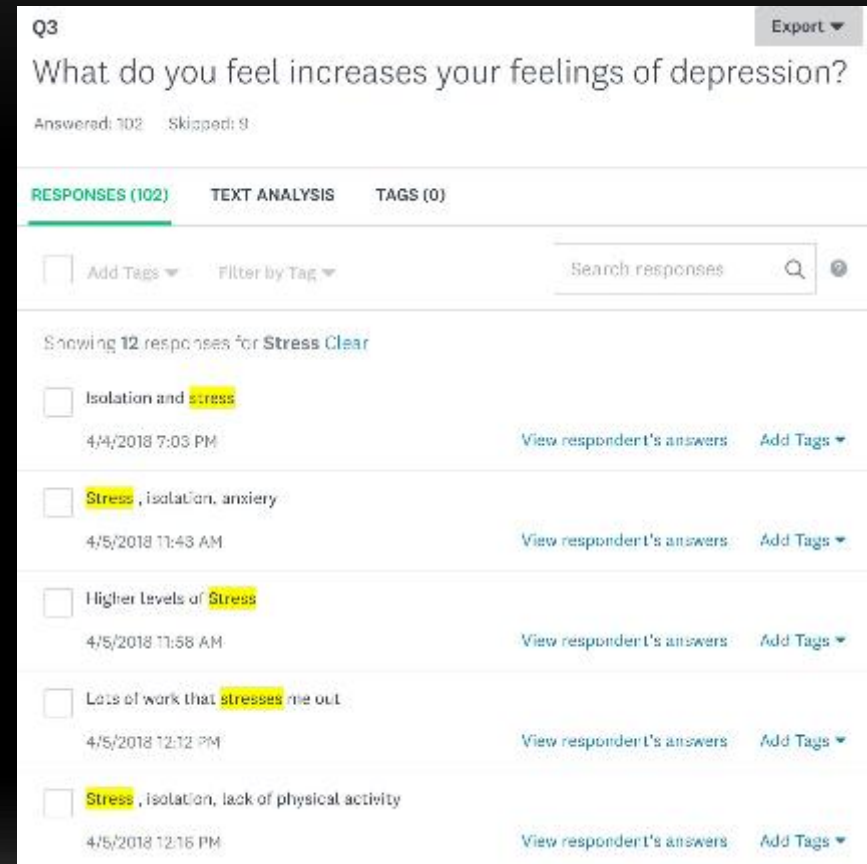 Q3
Export
What do you feel increases your feelings of depression?
Answered: 102 Skipped: 9
RESPONSES (102) TEXT ANALYSIS TAGS (0)
Add Tags Filter by Tag Search responses
Showing 12 responses for Stress Clear
Isolation and stress
4/4/2018 7:03 PM View respondent's answers Add Tags
Stress , isolation, anxiery
4/5/2018 11:43 AM View respondent's answers Add Tags
Higher levels of Stress
4/5/2018 11:58 AM View respondent's answers Add Tags
Lots of work that stresses me out
4/5/2018 12:12 PM View respondent's answers Add Tags
Stress , isolation, lack of physical activity
4/5/2018 12:16 PM View respondent's answers Add Tags